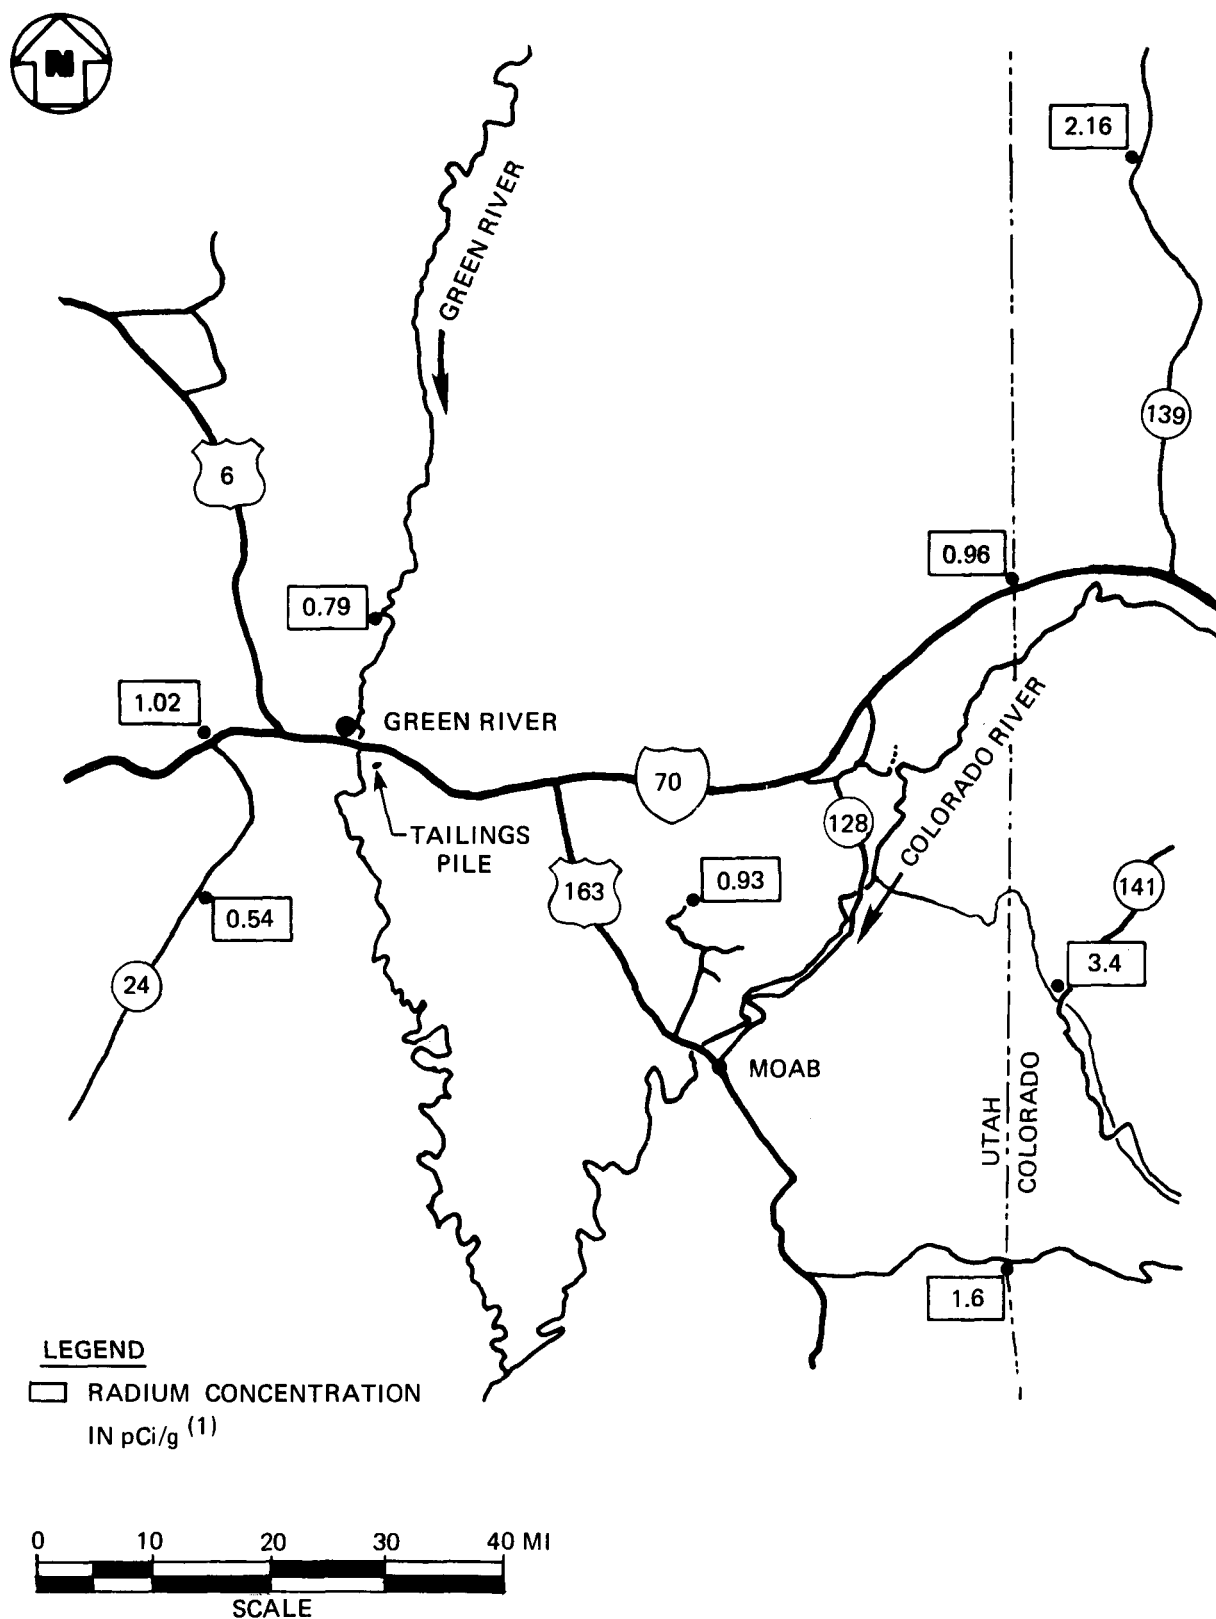 N
2.16
GREEN RIVER
139
6
0.96
0.79
1.02
GREEN RIVER
COLORADO RIVER
70
128
TAILINGS
PILE
163
0.93
141
0.54
3.4
24
MOAB
UTAH
COLORADO
1.6
LEGEND
RADIUM CONCENTRATION
IN pCi/g (1)
0 10 20 30 40 MI
SCALE